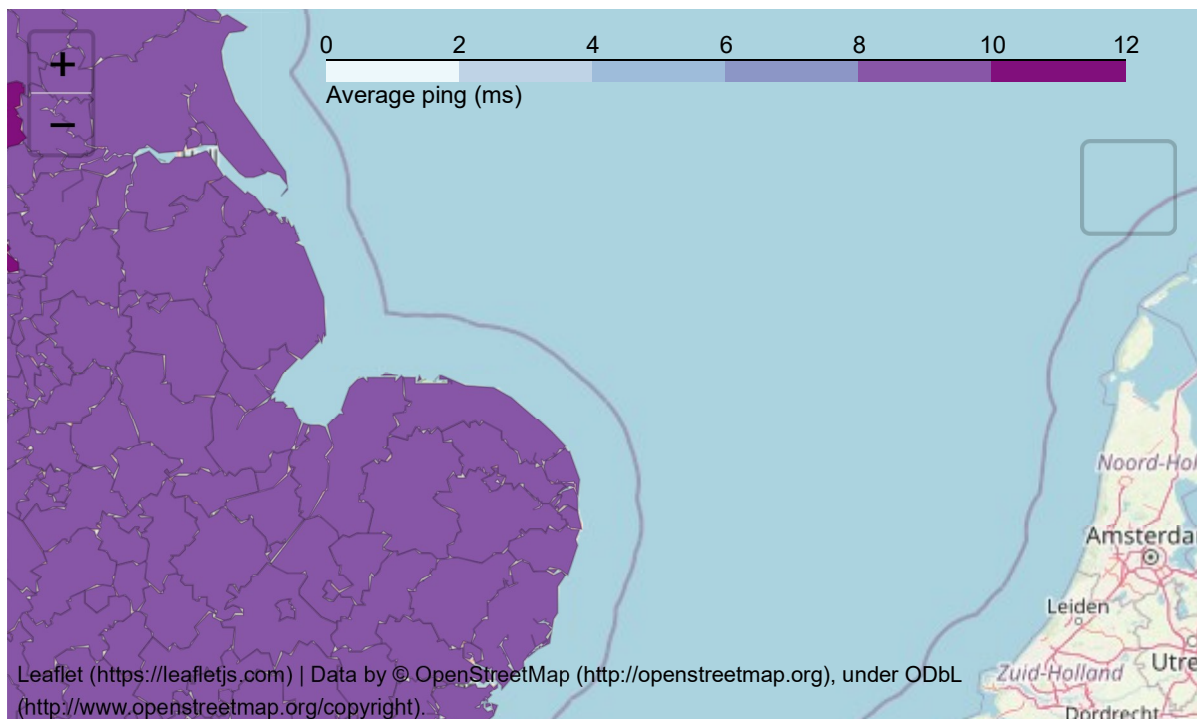 +
−
0 2 4 6 8 10 12
Average ping (ms)
Noord-Hol
Amsterda
Leiden
Utre
Zuid-Holland
Dordrecht
Leaflet (https://leafletjs.com) | Data by © OpenStreetMap (http://openstreetmap.org), under ODbL
(http://www.openstreetmap.org/copyright).